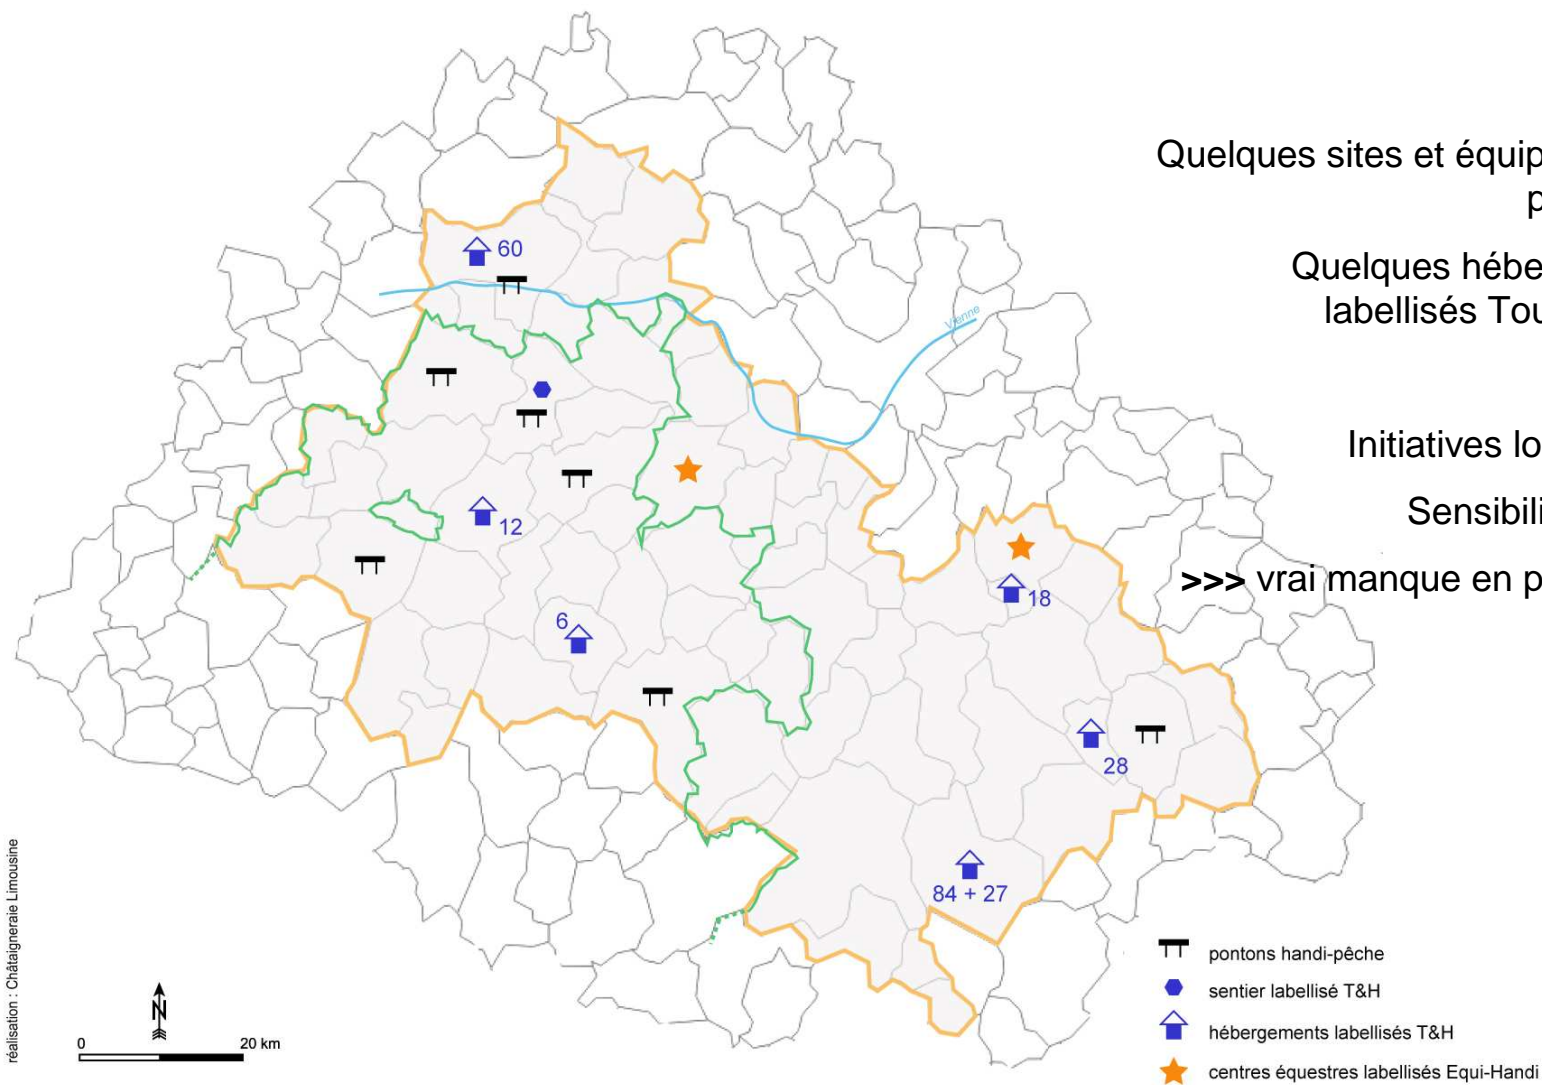 Quelques sites et équip
p
Quelques hébe
labellisés Tou
Initiatives lo
Sensibili
>>> vrai manque en p
60
Vienne
12
18
6
28
84 + 27
pontons handi-pêche
sentier labellisé T&H
hébergements labellisés T&H
centres équestres labellisés Equi-Handi
N
0 20 km
réalisation : Châtaigneraie Limousine